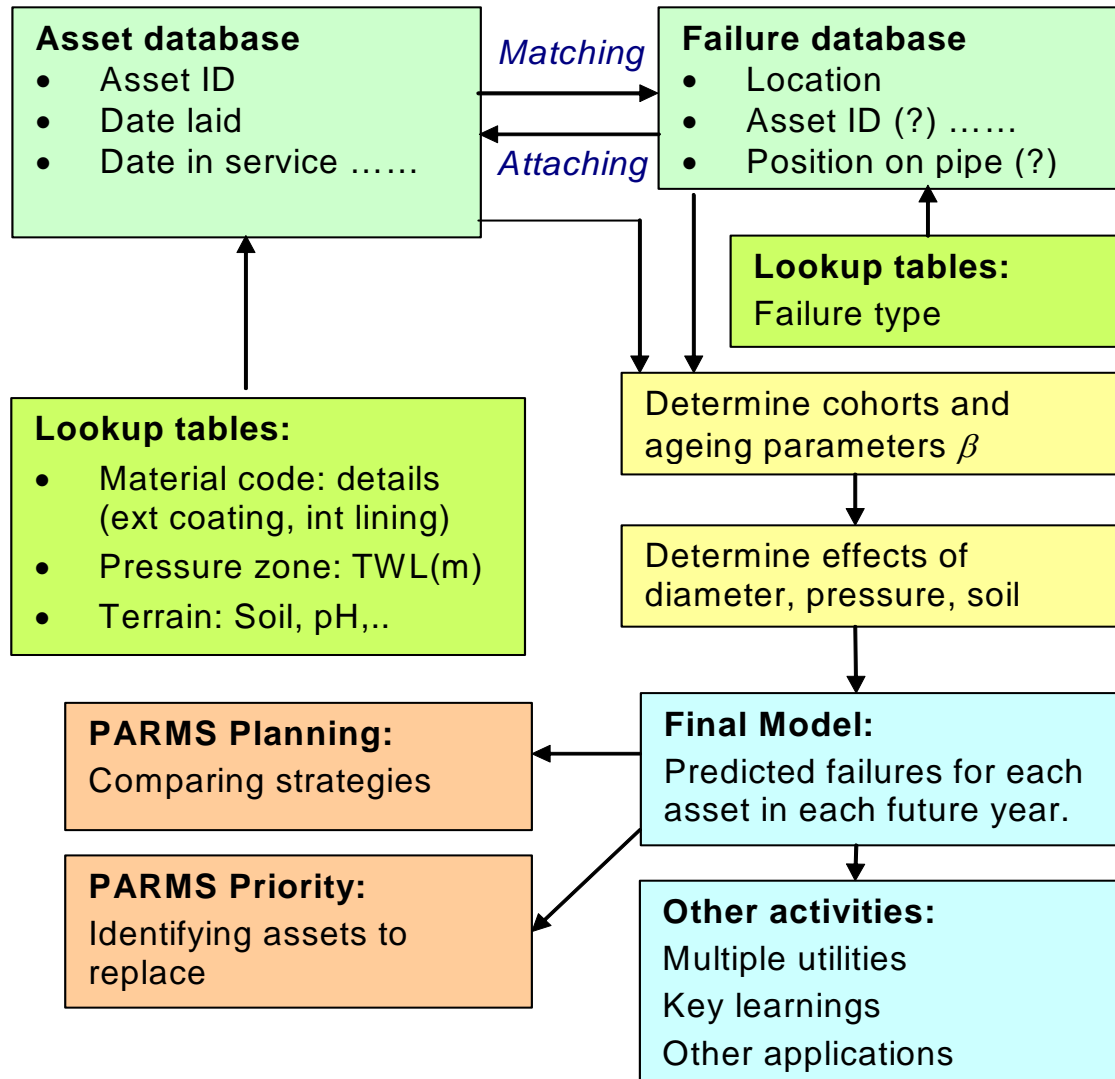 Asset database
• Asset ID
• Date laid
• Date in service ……
Matching
Attaching
Failure database
• Location
• Asset ID (?) ……
• Position on pipe (?)
Lookup tables:
Failure type
Lookup tables:
• Material code: details
(ext coating, int lining)
• Pressure zone: TWL(m)
• Terrain: Soil, pH,..
Determine cohorts and
ageing parameters β
Determine effects of
diameter, pressure, soil
PARMS Planning:
Comparing strategies
Final Model:
Predicted failures for each
asset in each future year.
PARMS Priority:
Identifying assets to
replace
Other activities:
Multiple utilities
Key learnings
Other applications